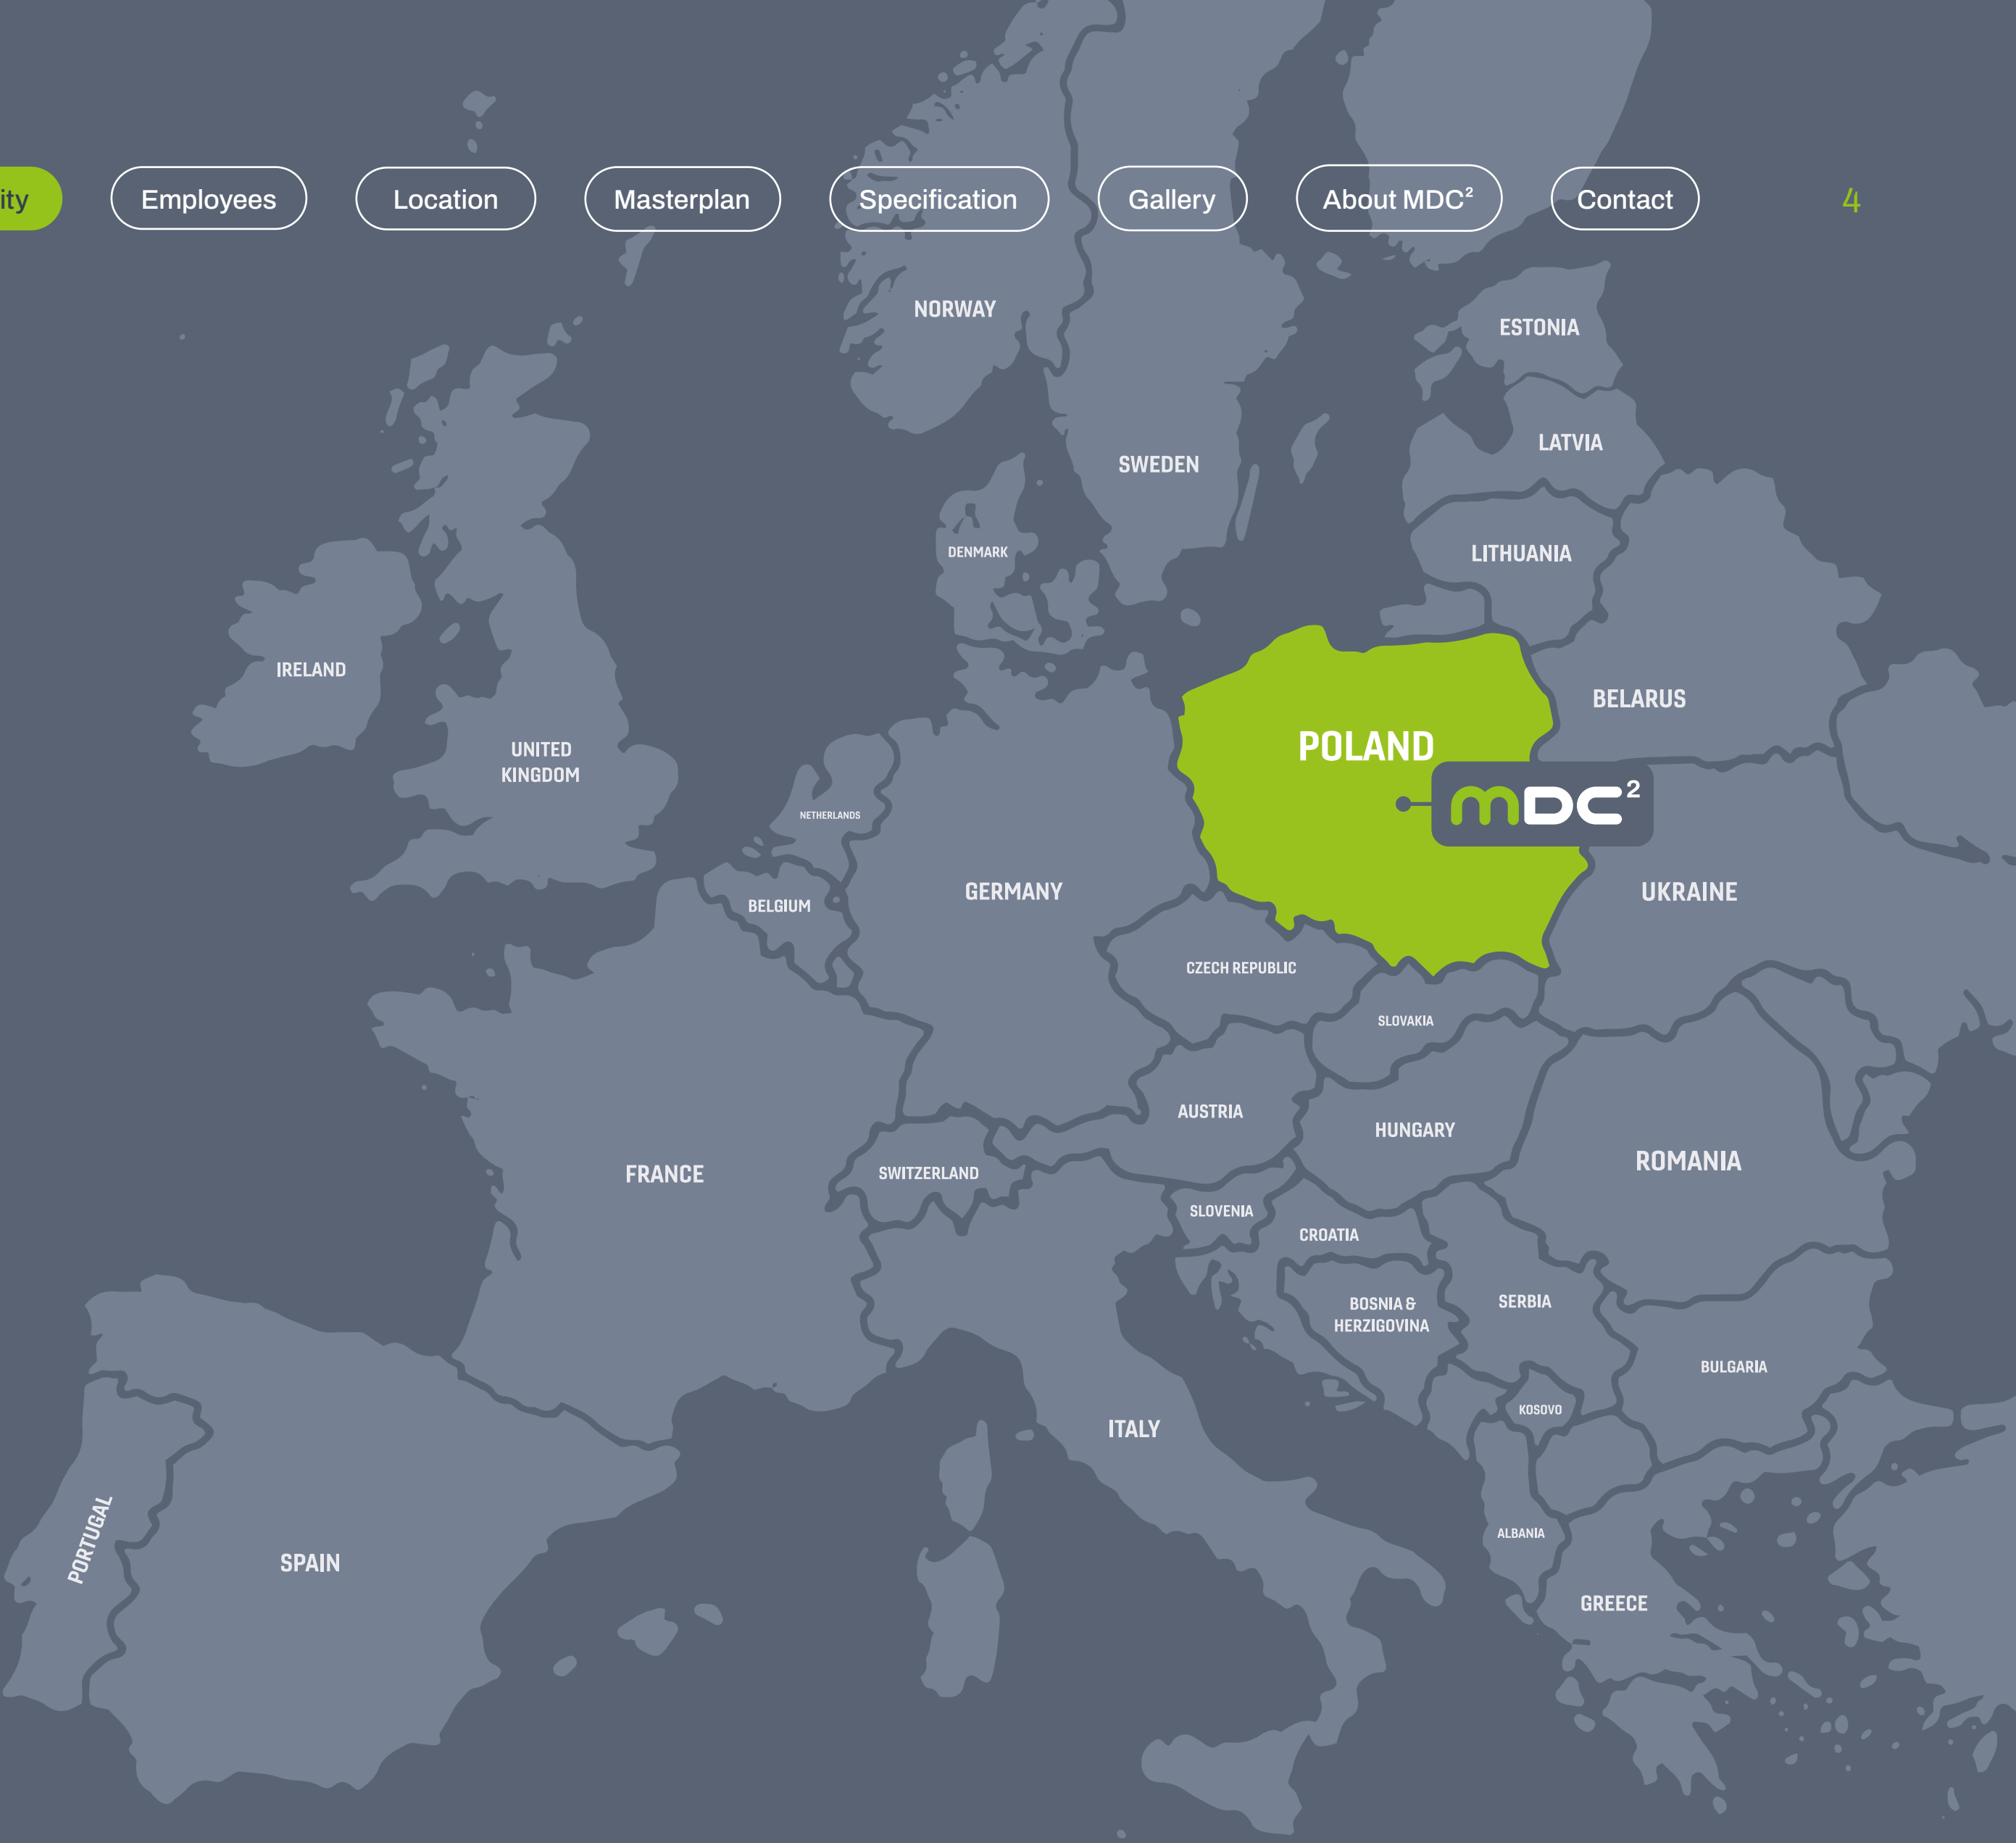 ity
Employees
Location
Masterplan
Specification
Gallery
About MDC²
Contact
4
NORWAY
ESTONIA
LATVIA
SWEDEN
DENMARK
LITHUANIA
IRELAND
BELARUS
UNITED
KINGDOM
POLAND
mDC²
NETHERLANDS
GERMANY
UKRAINE
BELGIUM
CZECH REPUBLIC
SLOVAKIA
AUSTRIA
HUNGARY
ROMANIA
FRANCE
SWITZERLAND
SLOVENIA
CROATIA
BOSNIA &
HERZIGOVINA
SERBIA
BULGARIA
KOSOVO
ITALY
PORTUGAL
SPAIN
ALBANIA
GREECE